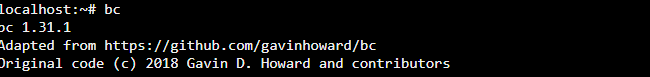 localhost:~# bc
bc 1.31.1
Adapted from https://github.com/gavinhoward/bc
Original code (c) 2018 Gavin D. Howard and contributors